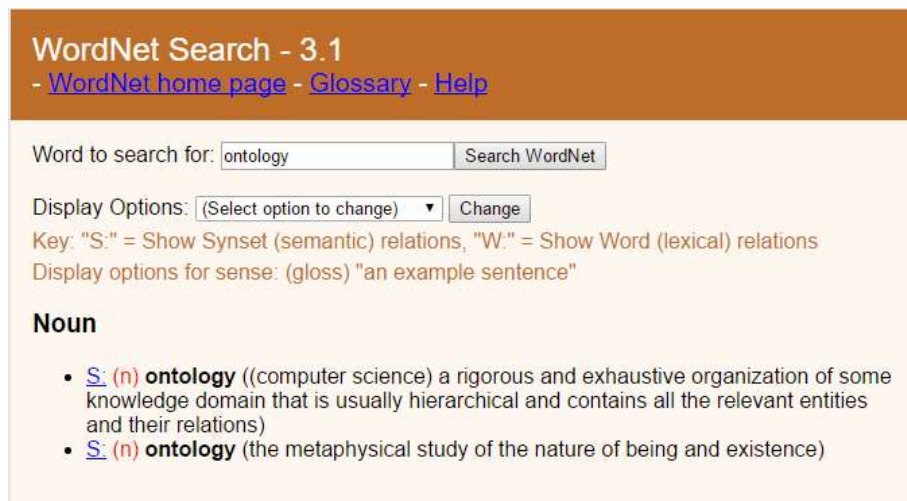 WordNet Search - 3.1
- WordNet home page - Glossary - Help
Word to search for: ontology Search WordNet
Display Options: (Select option to change) Change
Key: "S:" = Show Synset (semantic) relations, "W:" = Show Word (lexical) relations
Display options for sense: (gloss) "an example sentence"
Noun
• S: (n) ontology ((computer science) a rigorous and exhaustive organization of some
knowledge domain that is usually hierarchical and contains all the relevant entities
and their relations)
• S: (n) ontology (the metaphysical study of the nature of being and existence)